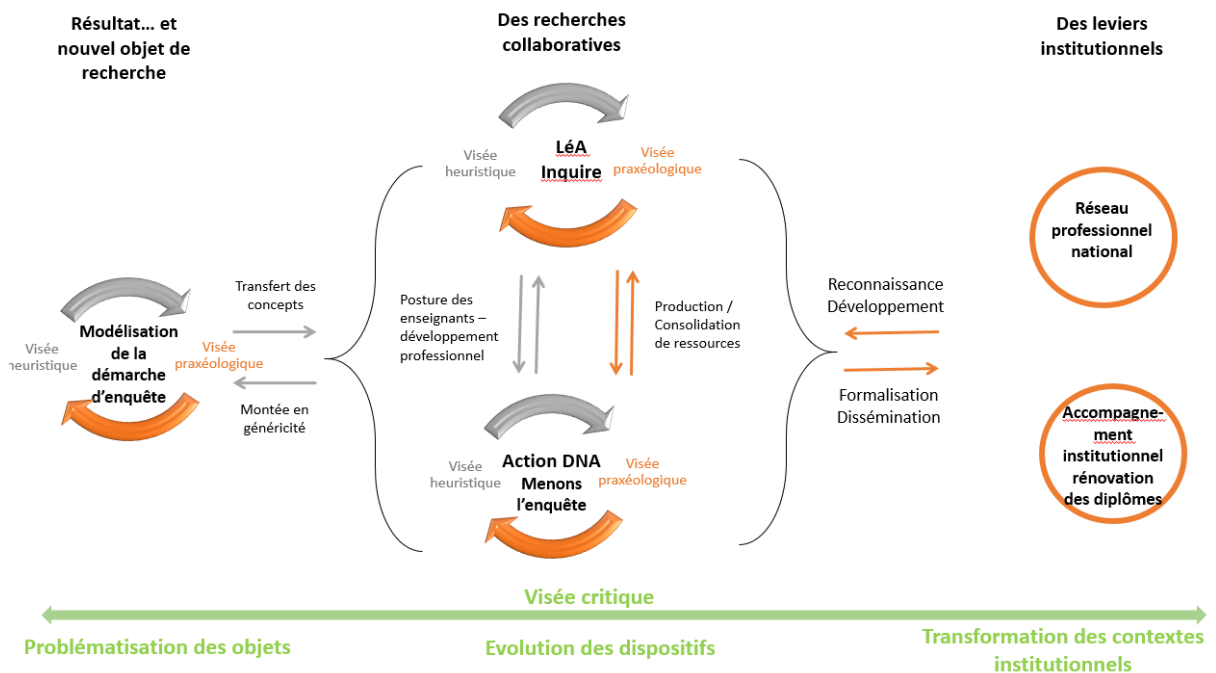 Résultat… et
nouvel objet de
recherche
Des recherches
collaboratives
Des leviers
institutionnels
Visée
heuristique
LéA
Inquire
Visée
praxéologique
Réseau
professionnel
national
Transfert des
concepts
Posture des
enseignants –
développement
professionnel
Production /
Consolidation
de ressources
Reconnaissance
Développement
Visée
heuristique
Modélisation
de la
démarche
d'enquête
Visée
praxéologique
Montée en
généricité
Formalisation
Dissémination
Visée
heuristique
Action DNA
Menons
l'enquête
Visée
praxéologique
Accompagne-
ment
institutionnel
rénovation
des diplômes
Visée critique
Problématisation des objets
Evolution des dispositifs
Transformation des contextes
institutionnels